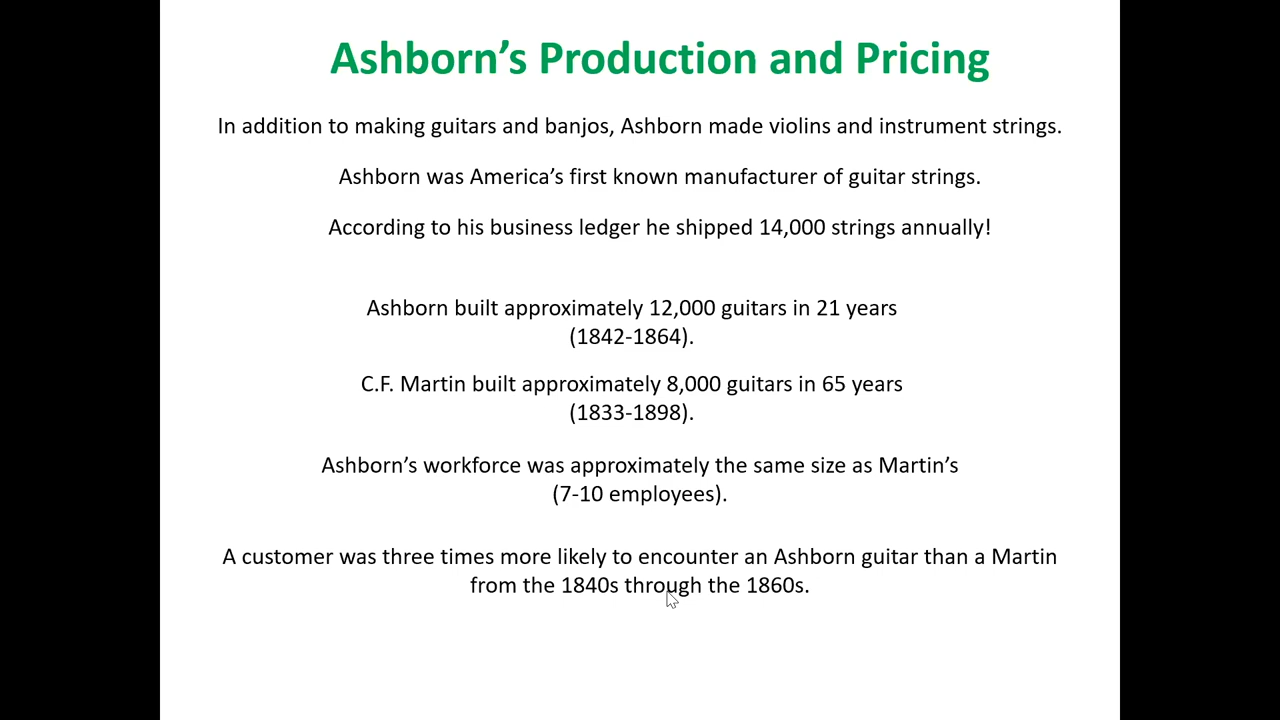 Ashborn’s Production and Pricing
In addition to making guitars and banjos, Ashborn made violins and instrument strings.
Ashborn was America’s first known manufacturer of guitar strings.
According to his business ledger he shipped 14,000 strings annually!
Ashborn built approximately 12,000 guitars in 21 years
(1842-1864).
C.F. Martin built approximately 8,000 guitars in 65 years
(1833-1898).
Ashborn’s workforce was approximately the same size as Martin’s
(7-10 employees).
A customer was three times more likely to encounter an Ashborn guitar than a Martin
from the 1840s through the 1860s.